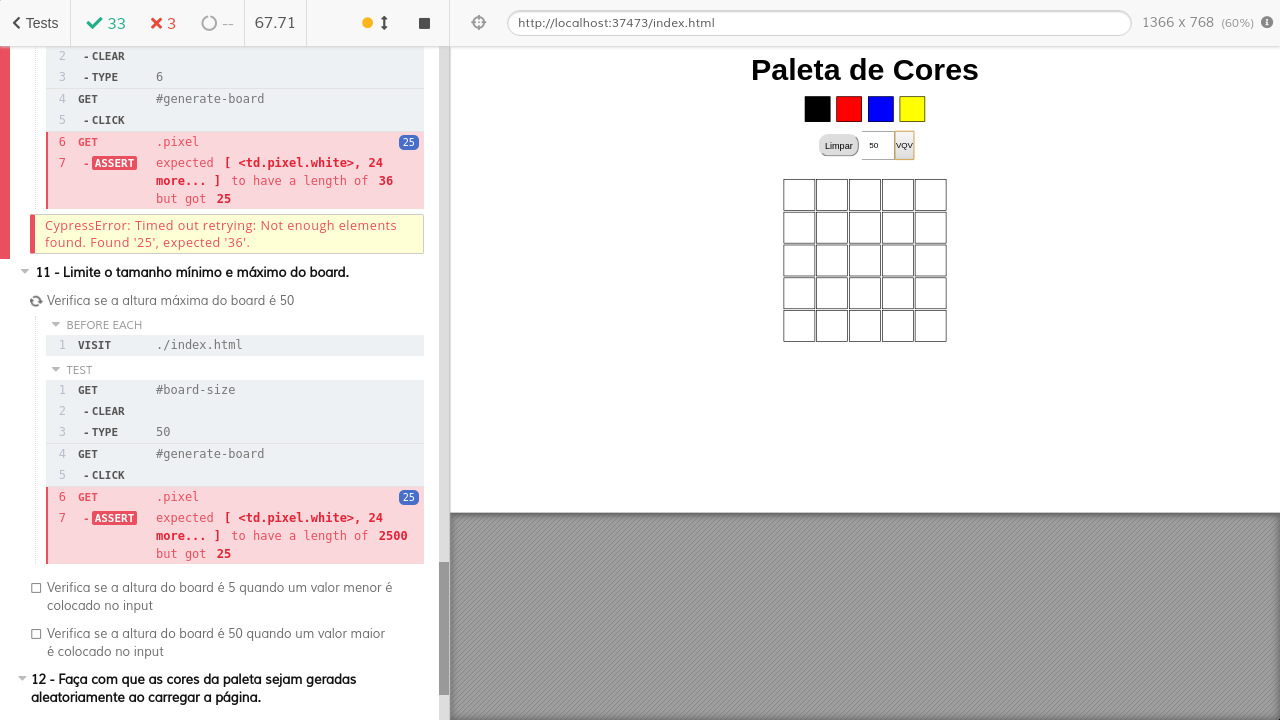 Tests
33
3
--
67.71
http://localhost:37473/index.html
1366 x 768 (60%)
2 - CLEAR
3 - TYPE 6
4 GET #generate-board
5 - CLICK
6 GET .pixel 25
7 - ASSERT expected [ <td.pixel.white>, 24
more... ] to have a length of 36
but got 25
CypressError: Timed out retrying: Not enough elements
found. Found '25', expected '36'.
11 - Limite o tamanho mínimo e máximo do board.
Verifica se a altura máxima do board é 50
BEFORE EACH
1 VISIT ./index.html
TEST
1 GET #board-size
2 - CLEAR
3 - TYPE 50
4 GET #generate-board
5 - CLICK
6 GET .pixel 25
7 - ASSERT expected [ <td.pixel.white>, 24
more... ] to have a length of 2500
but got 25
Verifica se a altura do board é 5 quando um valor menor é
colocado no input
Verifica se a altura do board é 50 quando um valor maior
é colocado no input
12 - Faça com que as cores da paleta sejam geradas
aleatoriamente ao carregar a página.
Paleta de Cores
Limpar 50 VQV